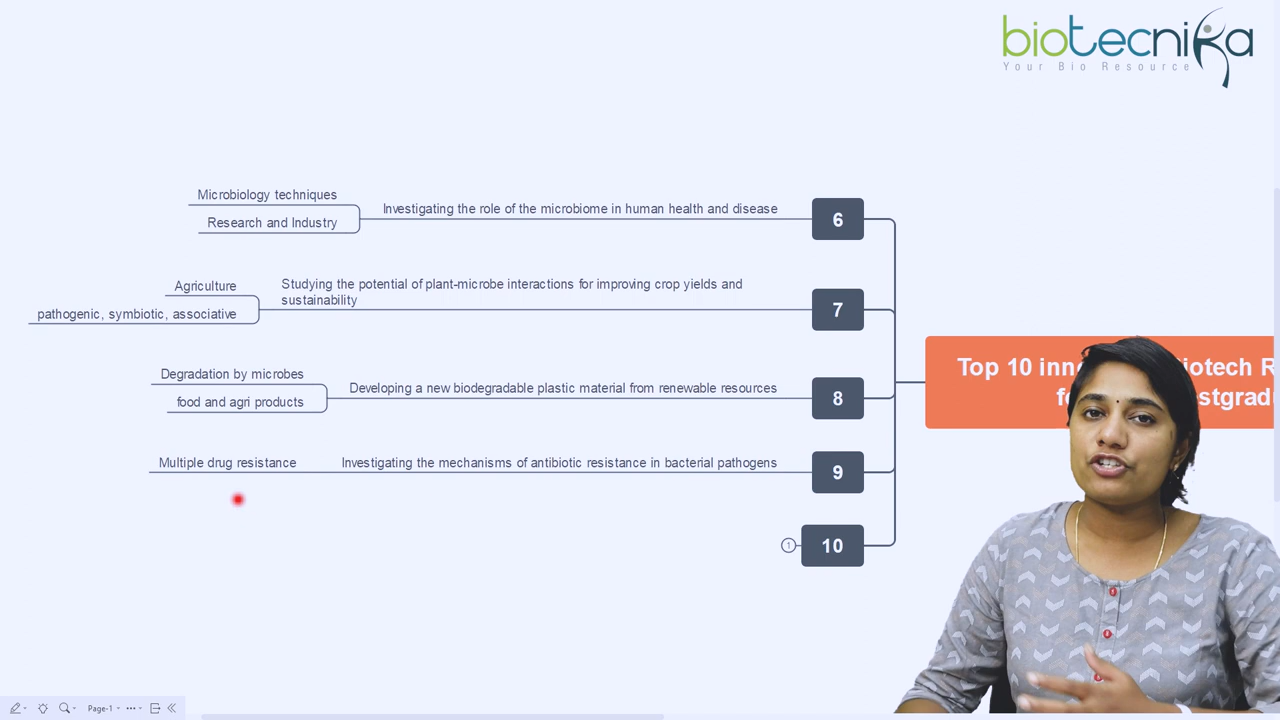 biotecnika
Your Bio Resource
Microbiology techniques
Research and Industry
Investigating the role of the microbiome in human health and disease
6
Agriculture
pathogenic, symbiotic, associative
Studying the potential of plant-microbe interactions for improving crop yields and
sustainability
7
Degradation by microbes
food and agri products
Developing a new biodegradable plastic material from renewable resources
8
Multiple drug resistance
Investigating the mechanisms of antibiotic resistance in bacterial pathogens
9
1
10
Top 10
Page-1